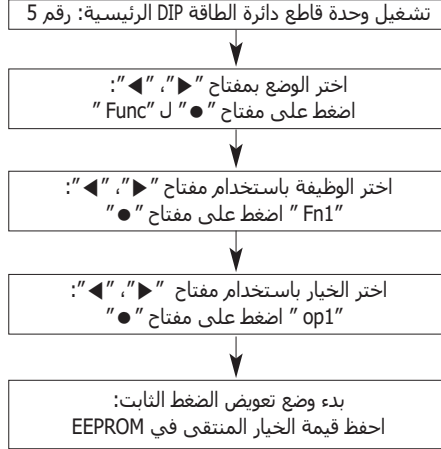 تشغيل وحدة قاطع دائرة الطاقة DIP الرئيسية: رقم 5
اختر الوضع بمفتاح "▶"، "◀":
اضغط على مفتاح "●" ل "Func "
اختر الوظيفة باستخدام مفتاح "▶"، "◀":
"Fn1 " اضغط على مفتاح "●"
اختر الخيار باستخدام مفتاح "▶"، "◀":
"op1 " اضغط على مفتاح "●"
بدء وضع تعويض الضغط الثابت:
احفظ قيمة الخيار المنتقى في EEPROM